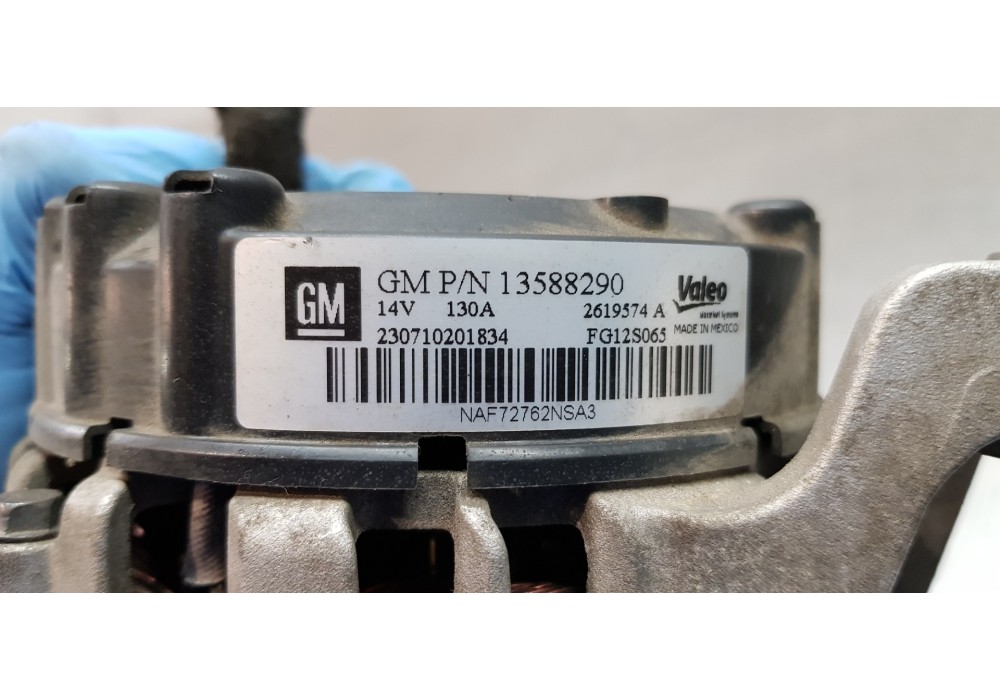 GM
GM P/N 13588290
14V 130A 2619574 A
Valeo
230710201834 FG12S065
MADE IN MEXICO
NAF72762NSA3